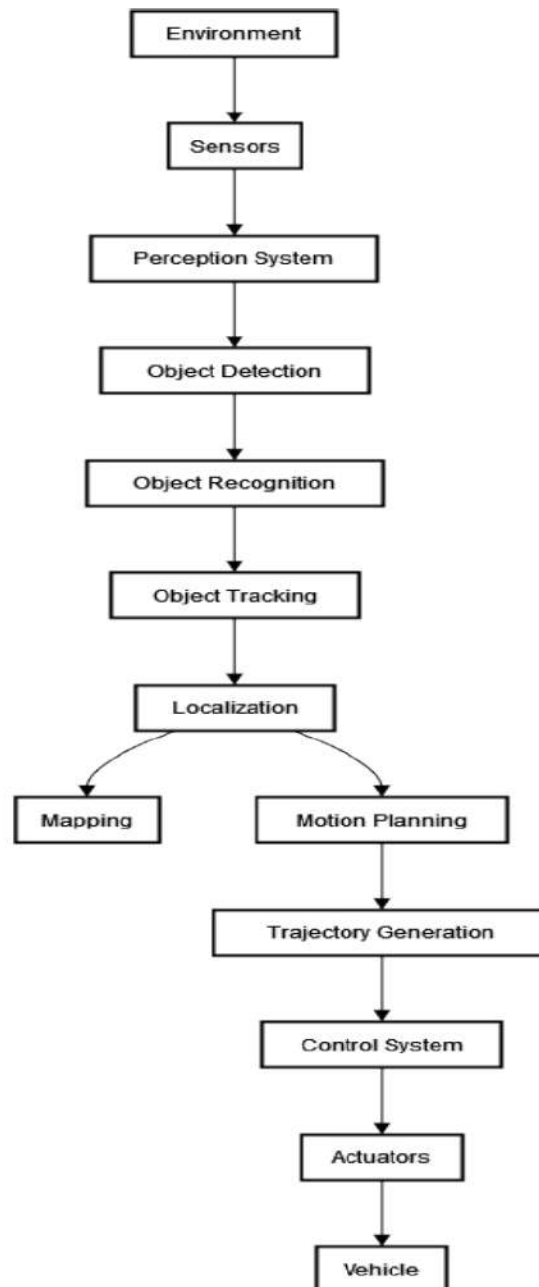 Environment
Sensors
Perception System
Object Detection
Object Recognition
Object Tracking
Localization
Mapping
Motion Planning
Trajectory Generation
Control System
Actuators
Vehicle